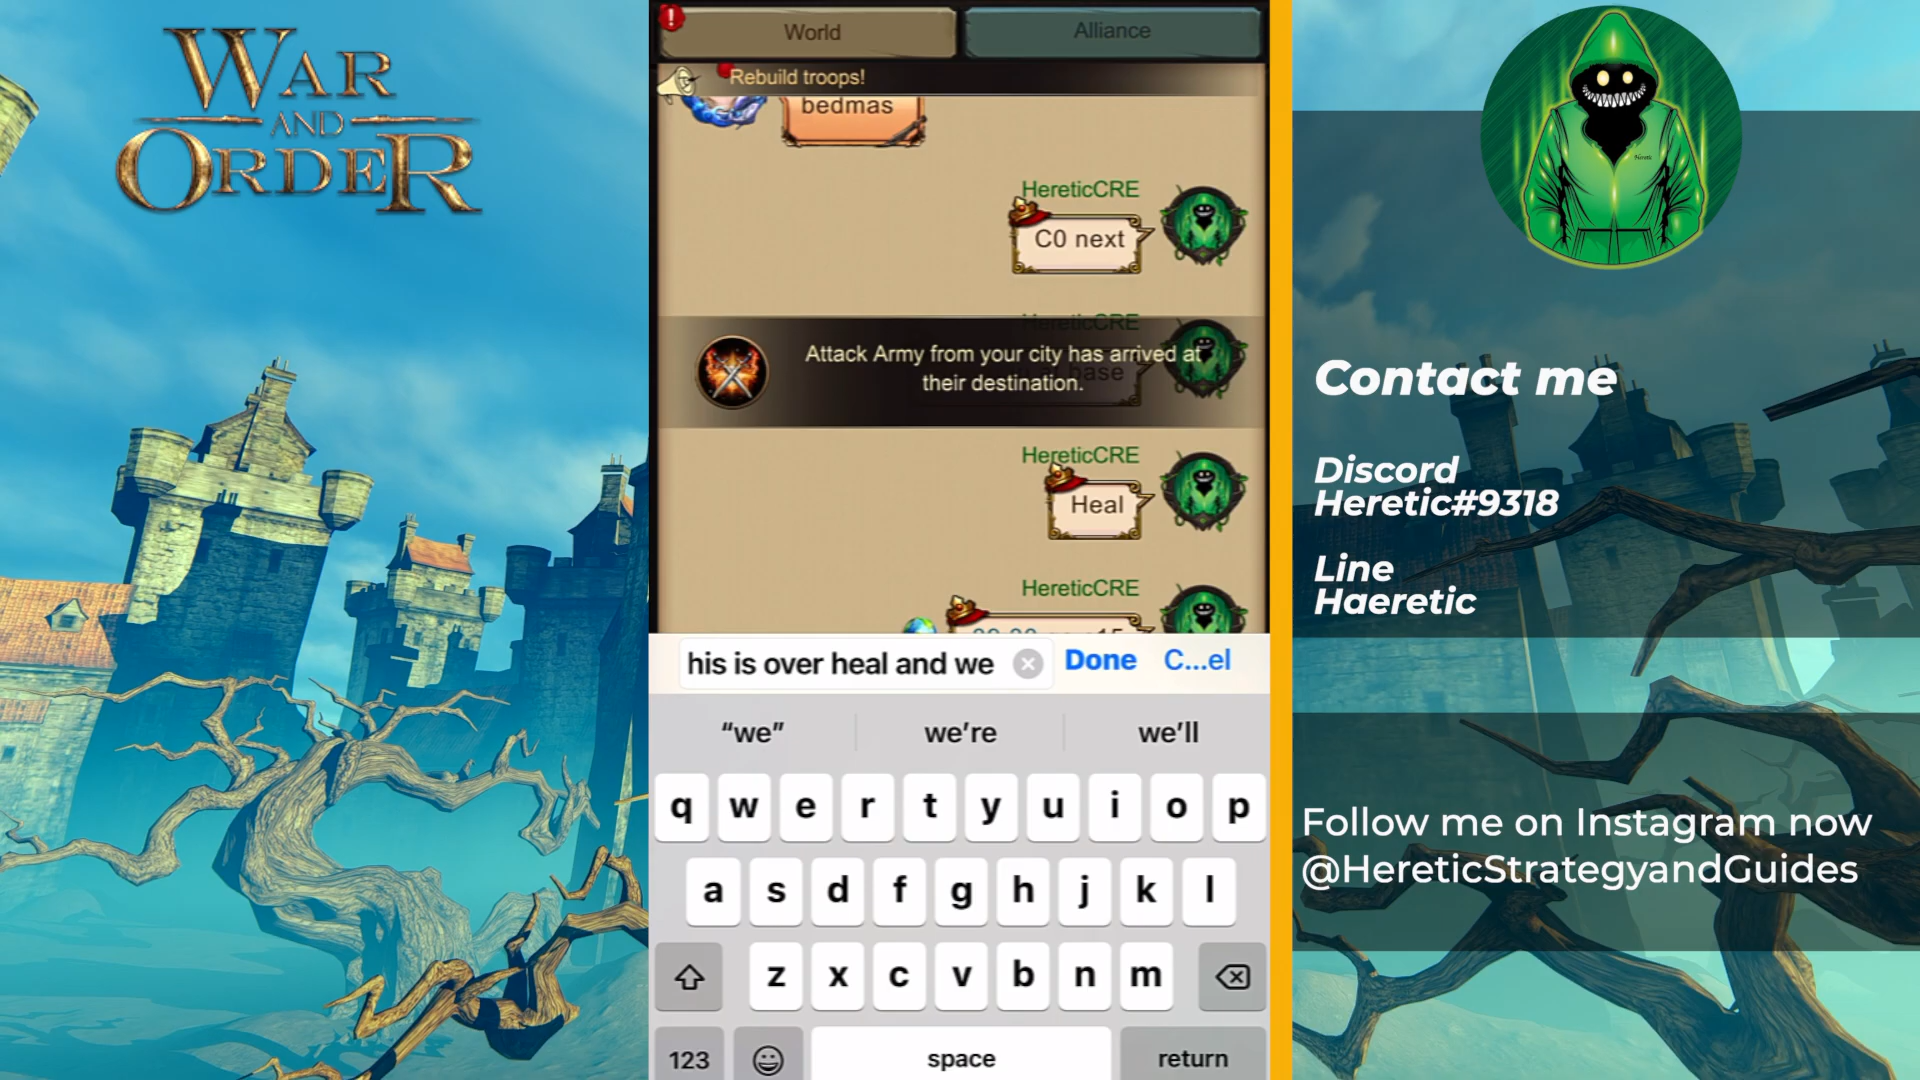 WAR
AND
ORDER
World
Alliance
Rebuild troops!
bedmas
HereticCRE
C0 next
HereticCRE
Attack Army from your city has arrived at
their destination.
base
HereticCRE
Heal
HereticCRE
his is over heal and we
Done
C...el
“we”
we’re
we’ll
q w e r t y u i o p
a s d f g h j k l
z x c v b n m
123
space
return
Contact me
Discord
Heretic#9318
Line
Haeretic
Follow me on Instagram now
@HereticStrategyandGuides